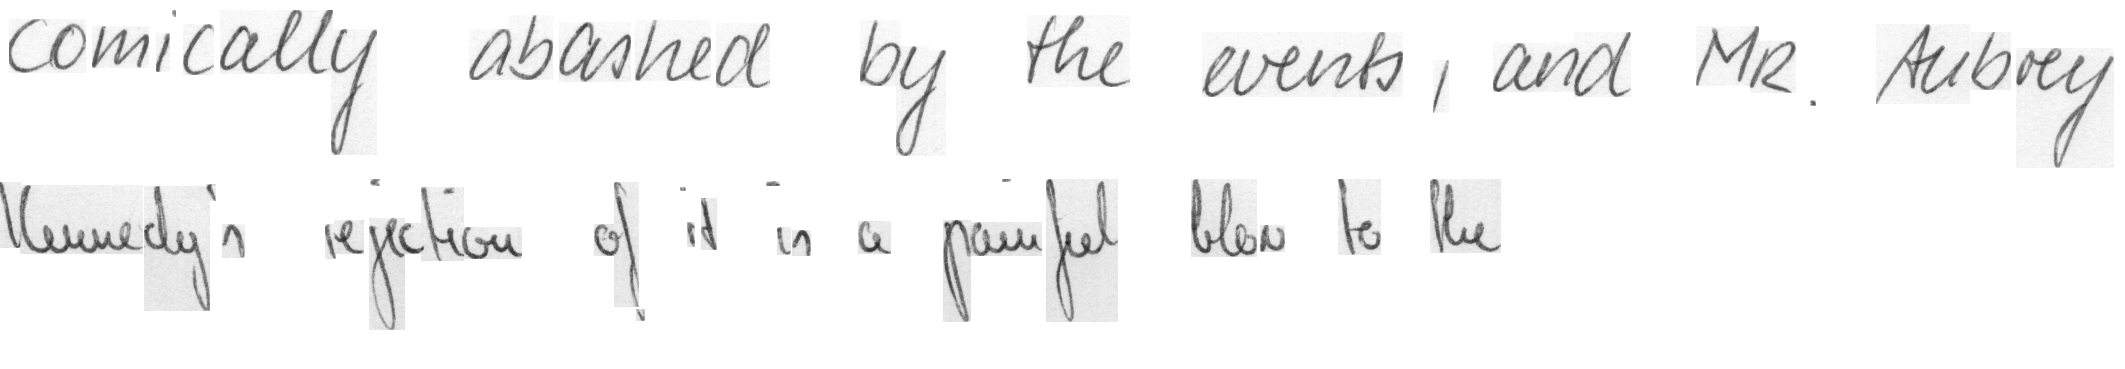 comically abashed by the events, and Mr. Aubrey
Kennedy's rejection of it is a painful blow to the